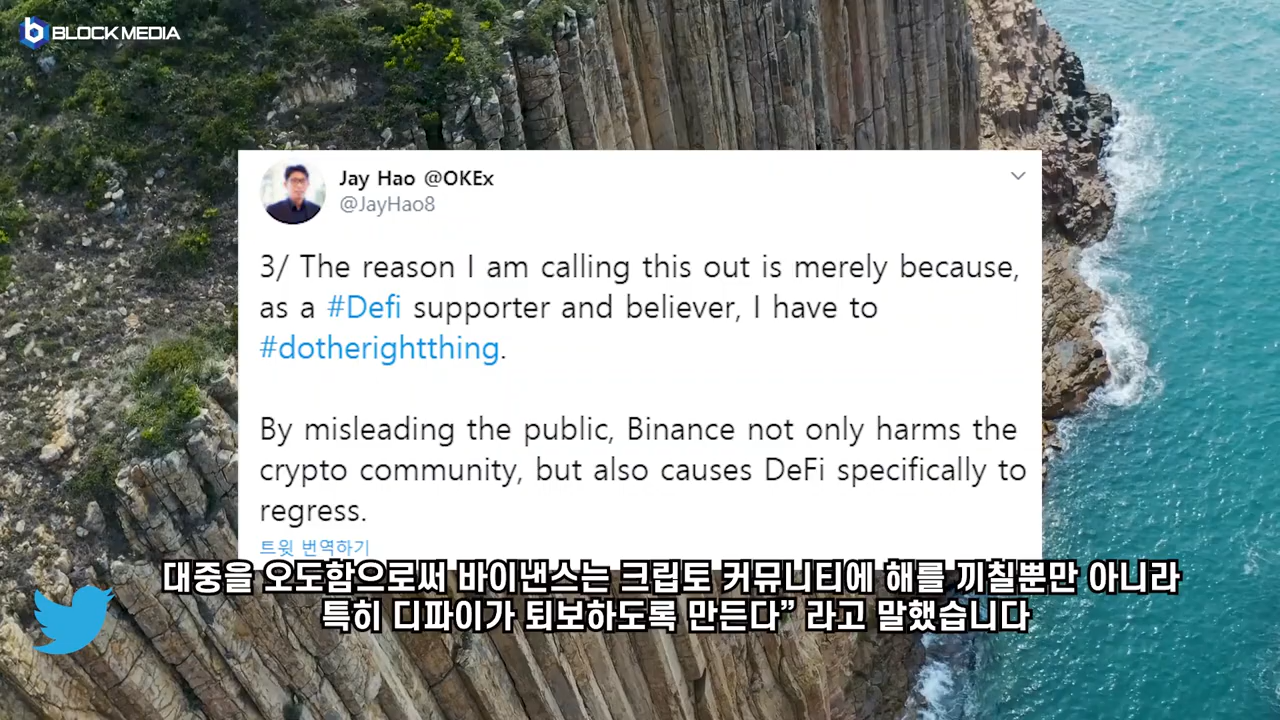 BLOCKMEDIA
Jay Hao @OKEx
@JayHao8
3/ The reason I am calling this out is merely because,
as a #Defi supporter and believer, I have to
#dotherightthing.
By misleading the public, Binance not only harms the
crypto community, but also causes DeFi specifically to
regress.
트윗 번역하기
대중을 오도함으로써 바이낸스는 크립토 커뮤니티에 해를 끼칠뿐만 아니라
특히 디파이가 퇴보하도록 만든다” 라고 말했습니다